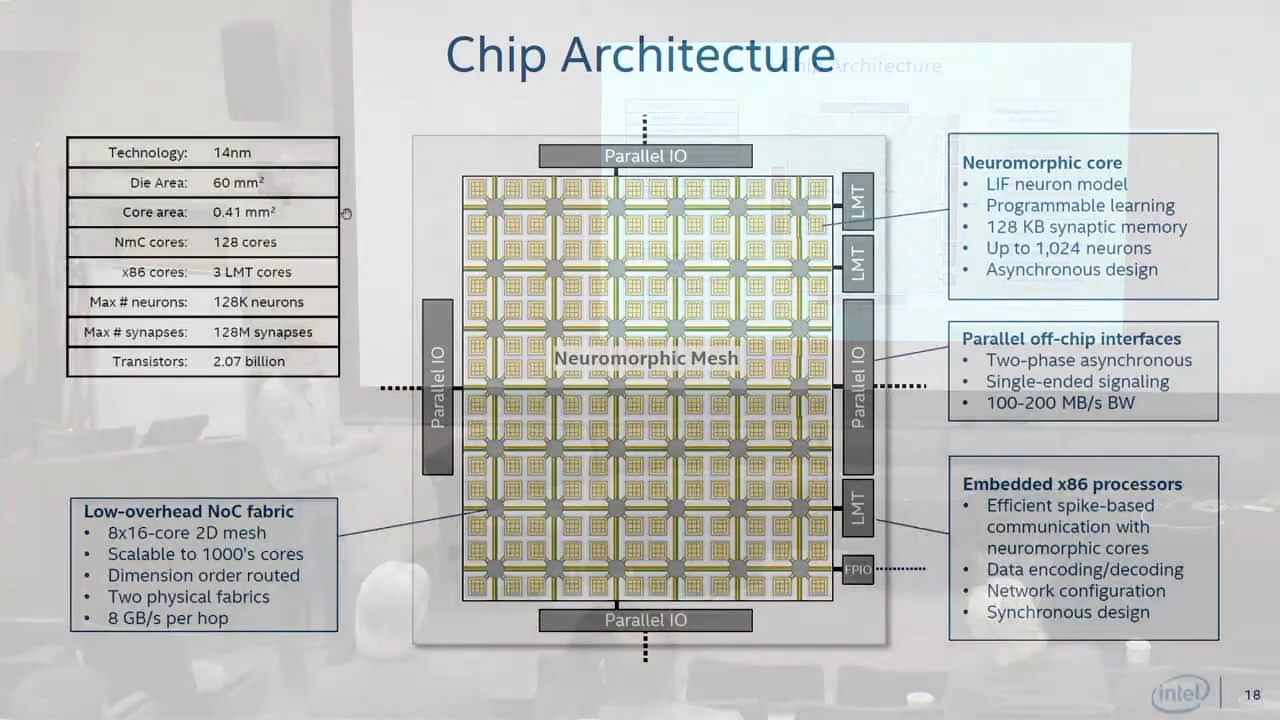 Chip Architecture
Chip Architecture
Technology: 14nm
Die Area: 60 mm²
Core area: 0.41 mm²
NmC cores: 128 cores
x86 cores: 3 LMT cores
Max # neurons: 128K neurons
Max # synapses: 128M synapses
Transistors: 2.07 billion
Low-overhead NoC fabric
• 8x16-core 2D mesh
• Scalable to 1000's cores
• Dimension order routed
• Two physical fabrics
• 8 GB/s per hop
Parallel IO
Parallel IO
Neuromorphic Mesh
LMT
LMT
Parallel IO
LMT
FPIO
Parallel IO
Neuromorphic core
• LIF neuron model
• Programmable learning
• 128 KB synaptic memory
• Up to 1,024 neurons
• Asynchronous design
Parallel off-chip interfaces
• Two-phase asynchronous
• Single-ended signaling
• 100-200 MB/s BW
Embedded x86 processors
• Efficient spike-based
communication with
neuromorphic cores
• Data encoding/decoding
• Network configuration
• Synchronous design
intel
18